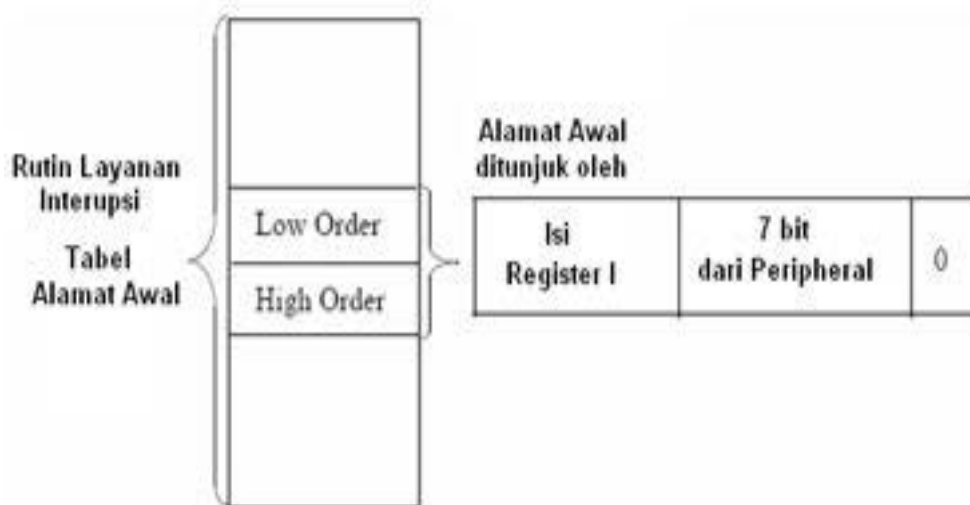 Rutin Layanan
Interupsi
Tabel
Alamat Awal
Low Order
High Order
Alamat Awal
ditunjuk oleh
Isi
Register I
7 bit
dari Peripheral
0